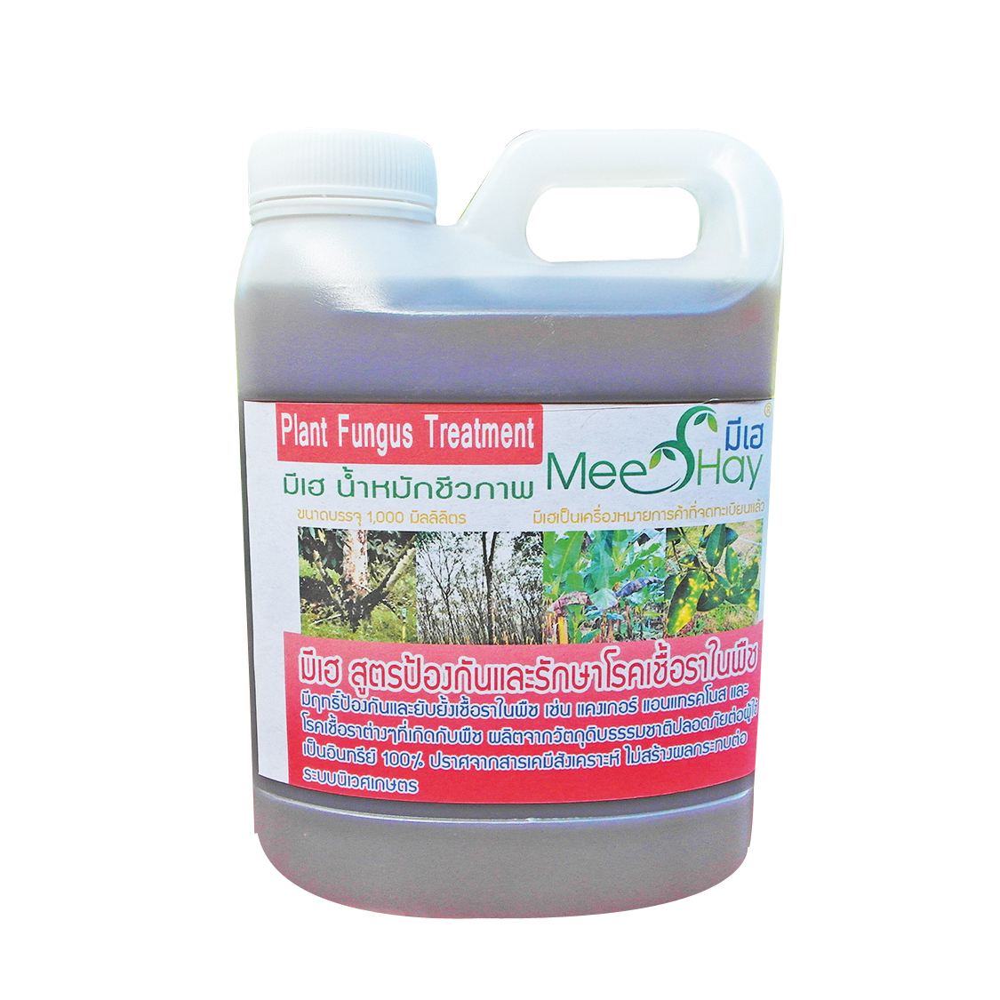 Plant Fungus Treatment
มีเฮ®
MeeHay
มีเฮ น้ำหมักชีวภาพ
ขนาดบรรจุ 1,000 มิลลิลิตร
มีเฮเป็นเครื่องหมายการค้าที่จดทะเบียนแล้ว
มีเฮ สูตรป้องกันและรักษาโรคเชื้อราในพืช
มีฤทธิ์ป้องกันและยับยั้งเชื้อราในพืช เช่น แคงเกอร์ แอนแทรคโนส และ
โรคเชื้อราต่างๆที่เกิดกับพืช ผลิตจากวัตถุดิบธรรมชาติปลอดภัยต่อผู้ใช้
เป็นอินทรีย์ 100% ปราศจากสารเคมีสังเคราะห์ ไม่สร้างผลกระทบต่อ
ระบบนิเวศเกษตร